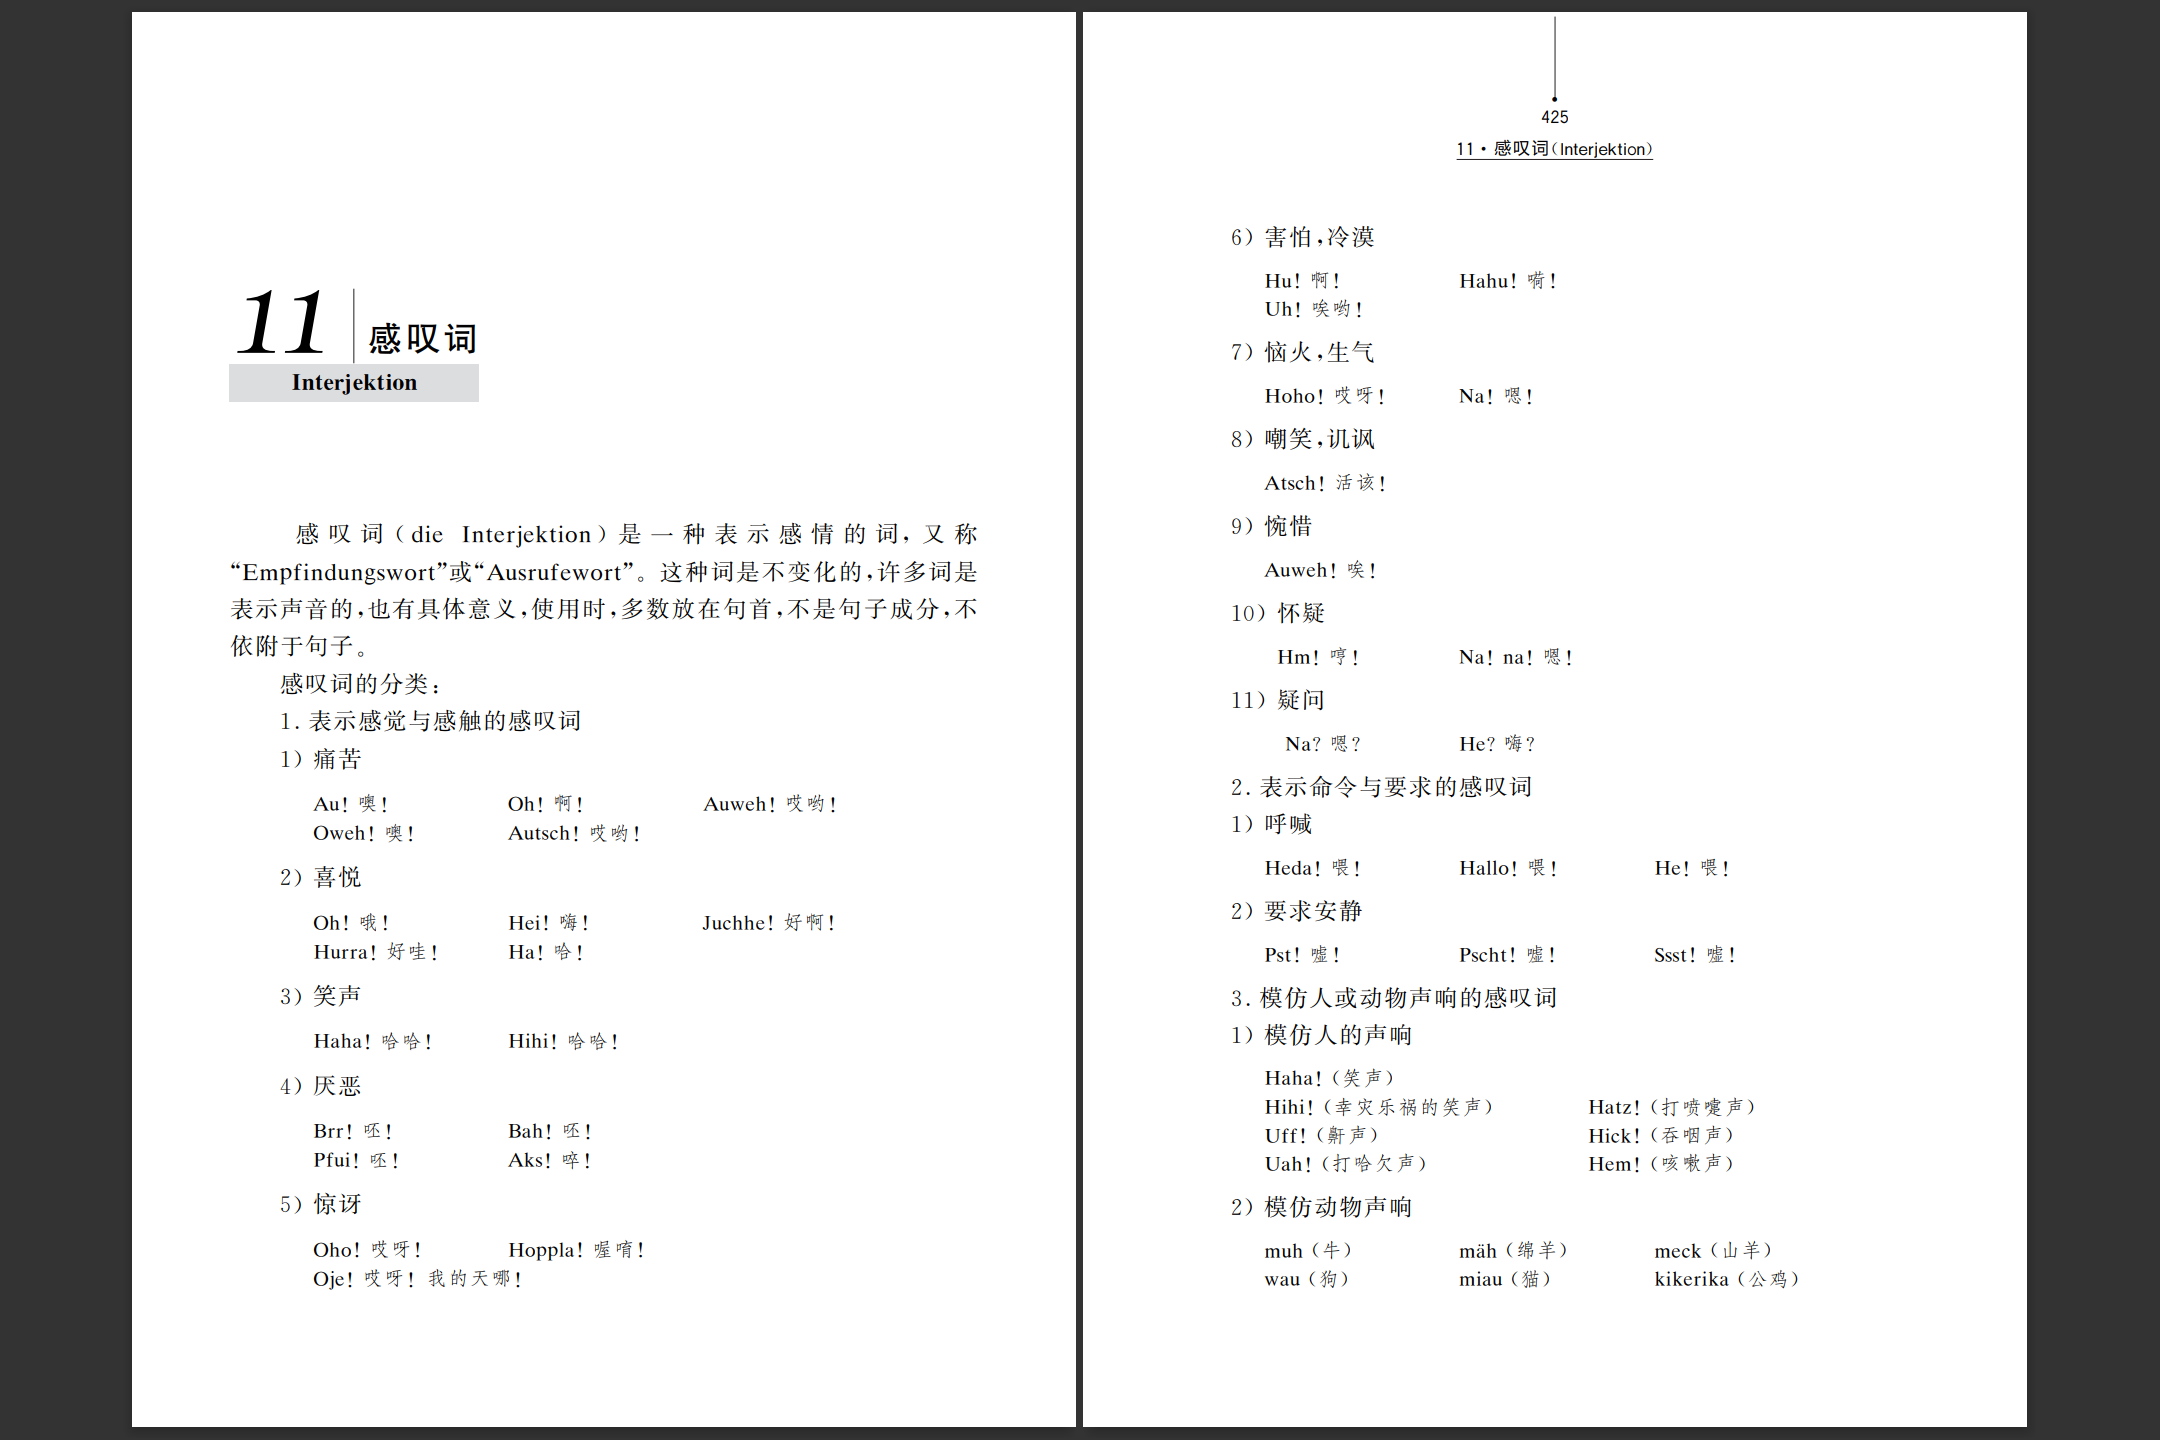 11 感叹词
Interjektion
感叹词(die Interjektion)是一种表示感情的词,又称
“Empfindungswort”或“Ausrufewort”。这种词是不变化的,许多词是
表示声音的,也有具体意义,使用时,多数放在句首,不是句子成分,不
依附于句子。
感叹词的分类:
1. 表示感觉与感触的感叹词
1) 痛苦
Au! 噢! Oh! 啊! Auweh! 哎哟!
Oweh! 噢! Autsch! 哎哟!
2) 喜悦
Oh! 哦! Hei! 嗨! Juchhe! 好啊!
Hurra! 好哇! Ha! 哈!
3) 笑声
Haha! 哈哈! Hihi! 哈哈!
4) 厌恶
Brr! 呸! Bah! 呸!
Pfui! 呸! Aks! 啐!
5) 惊讶
Oho! 哎呀! Hoppla! 喔唷!
Oje! 哎呀! 我的天哪!
425
11·感叹词(Interjektion)
6) 害怕,冷漠
Hu! 啊! Hahu! 嗬!
Uh! 唉哟!
7) 恼火,生气
Hoho! 哎呀! Na! 嗯!
8) 嘲笑,讥讽
Atsch! 活该!
9) 惋惜
Auweh! 唉!
10) 怀疑
Hm! 哼! Na! na! 嗯!
11) 疑问
Na? 嗯? He? 嗨?
2. 表示命令与要求的感叹词
1) 呼喊
Heda! 喂! Hallo! 喂! He! 喂!
2) 要求安静
Pst! 嘘! Pscht! 嘘! Ssst! 嘘!
3. 模仿人或动物声响的感叹词
1) 模仿人的声响
Haha! (笑声)
Hihi! (幸灾乐祸的笑声) Hatz! (打喷嚏声)
Uff! (鼾声) Hick! (吞咽声)
Uah! (打哈欠声) Hem! (咳嗽声)
2) 模仿动物声响
muh (牛) mäh (绵羊) meck (山羊)
wau (狗) miau (猫) kikerika (公鸡)